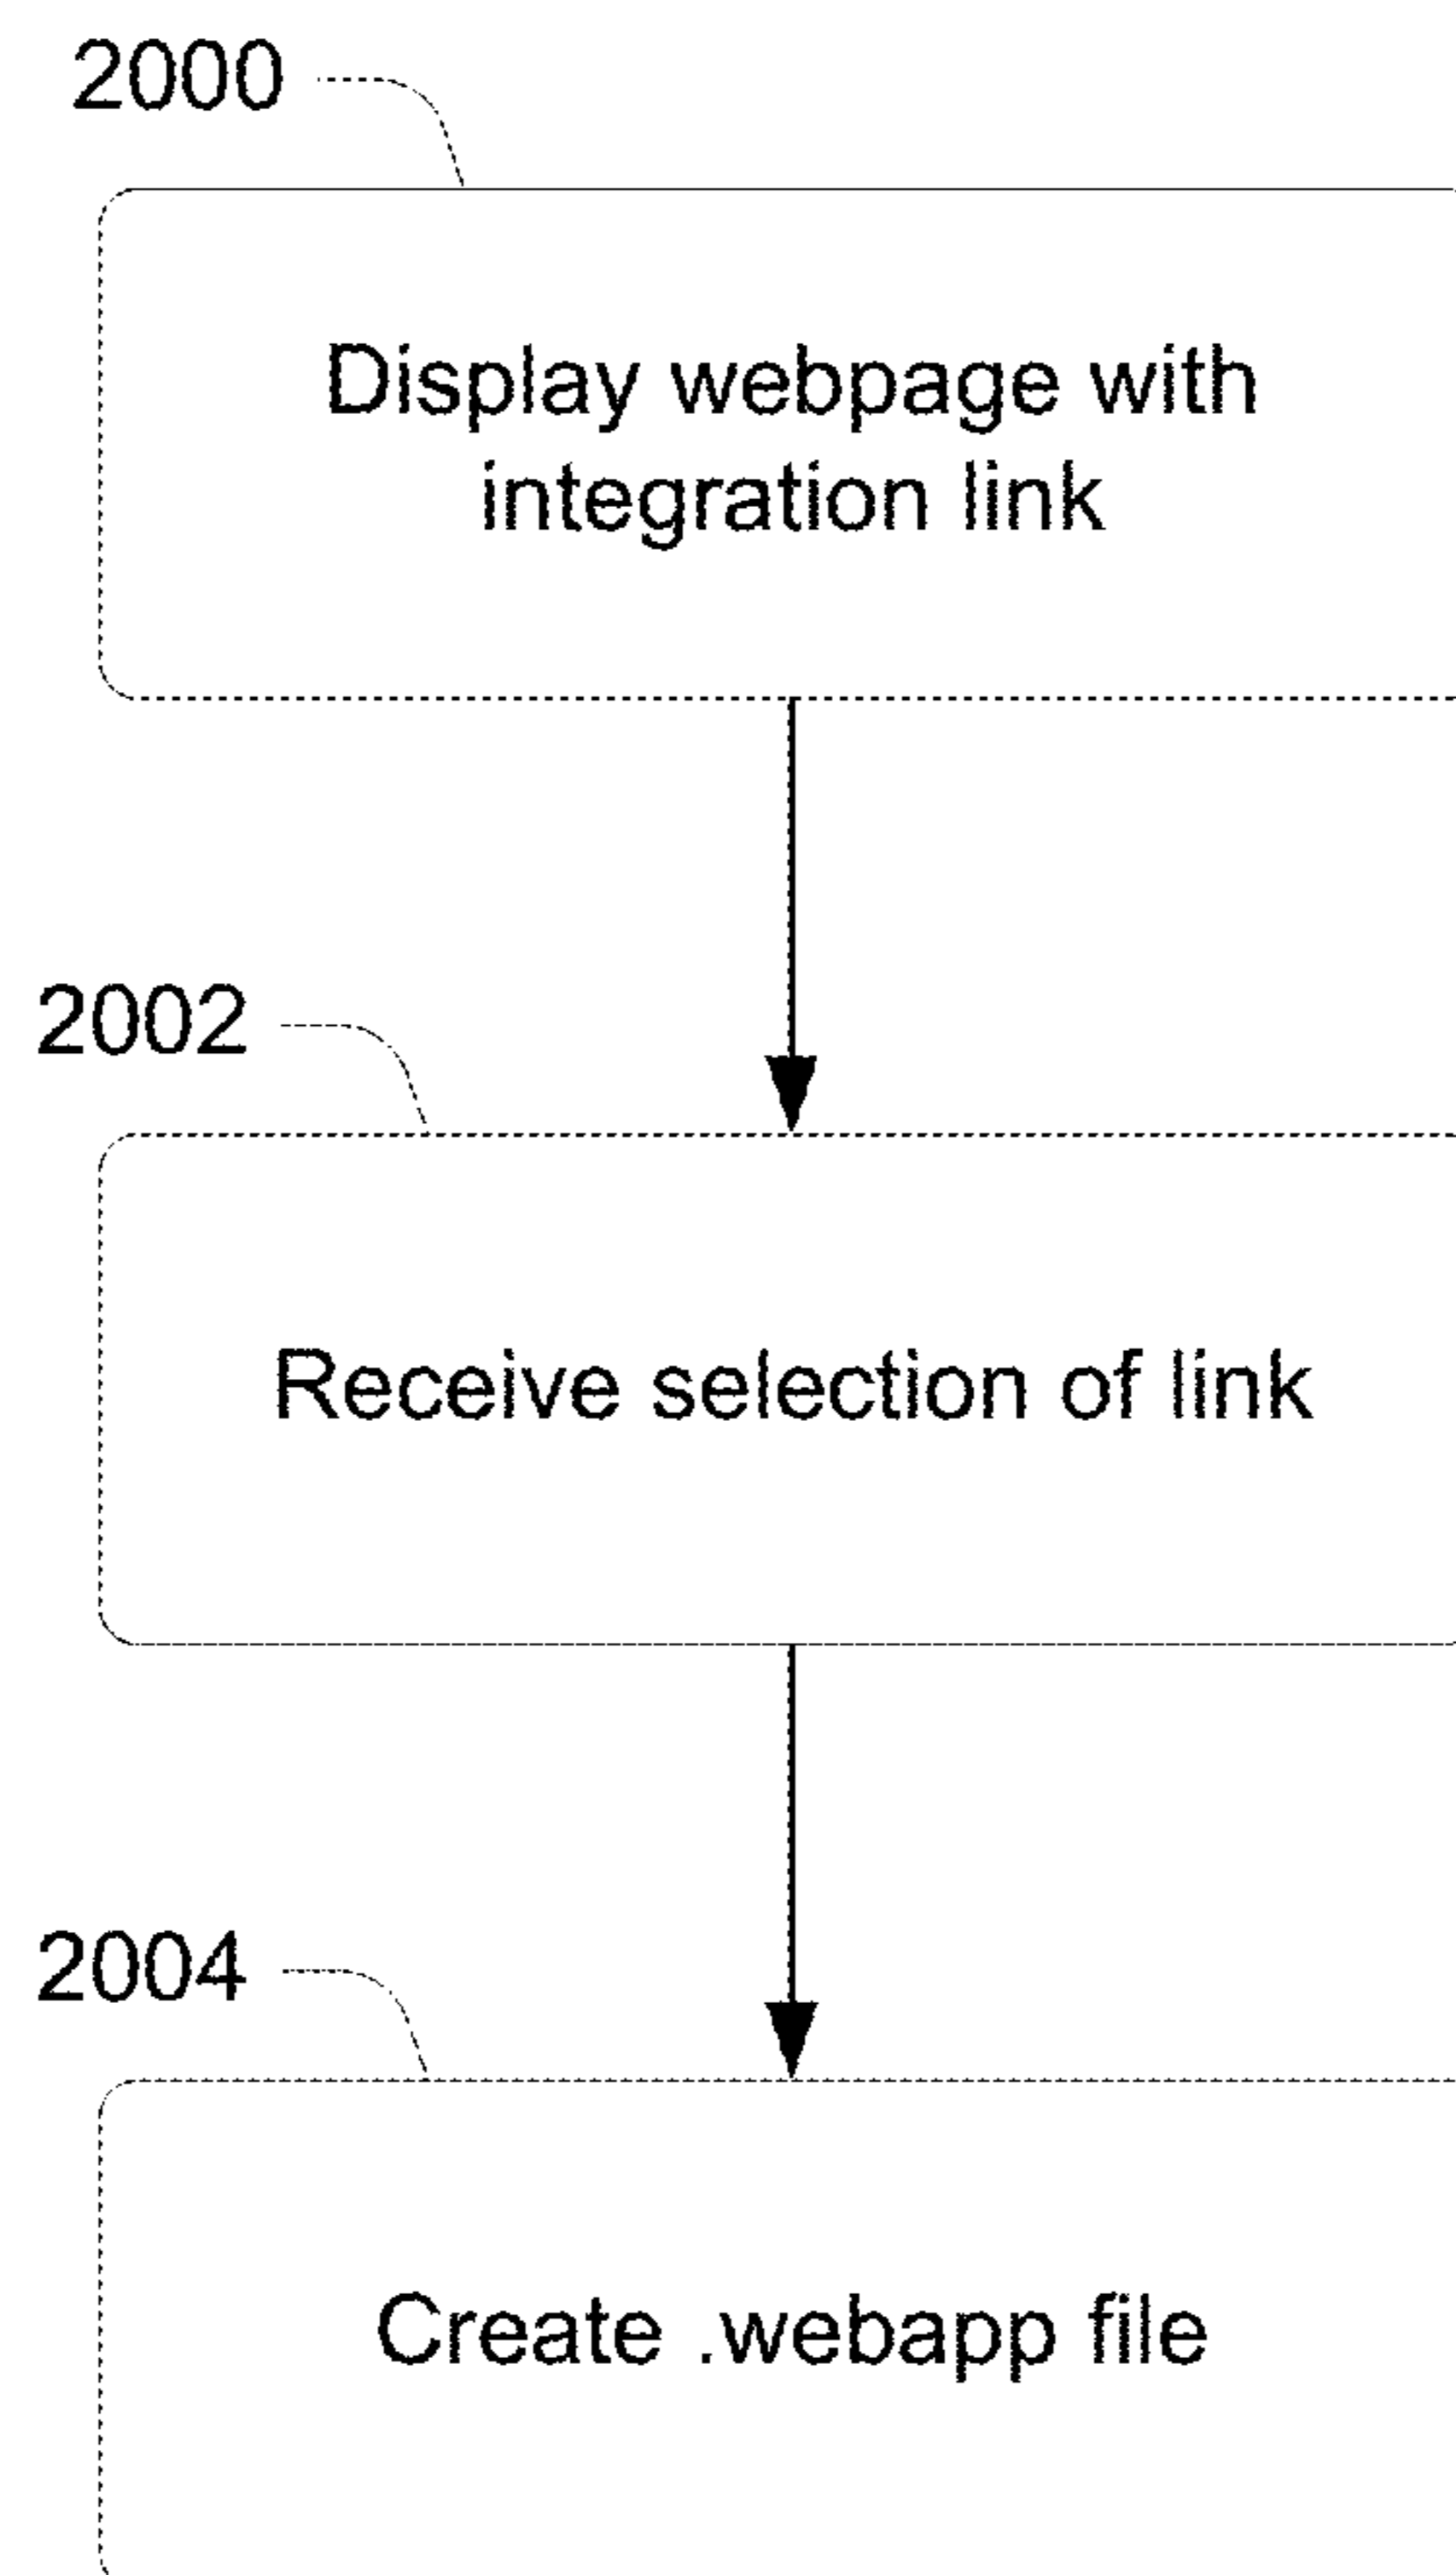 2000
Display webpage with
integration link
2002
Receive selection of link
2004
Create .webapp file